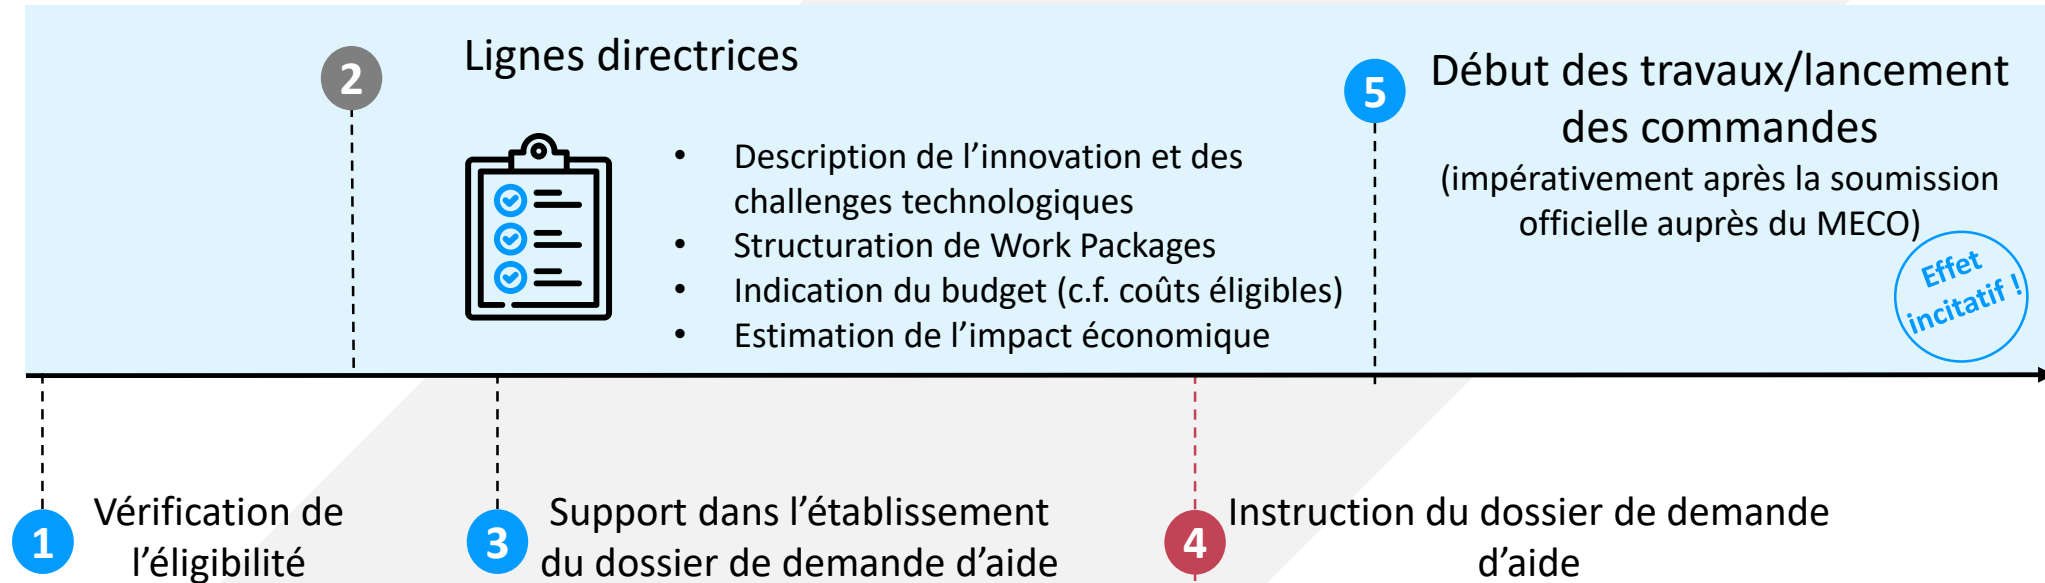 2
Lignes directrices
• Description de l’innovation et des
challenges technologiques
• Structuration de Work Packages
• Indication du budget (c.f. coûts éligibles)
• Estimation de l’impact économique
5
Début des travaux/lancement
des commandes
(impérativement après la soumission
officielle auprès du MECO)
Effet
incitatif !
1
Vérification de
l’éligibilité
3
Support dans l’établissement
du dossier de demande d’aide
4
Instruction du dossier de demande
d’aide